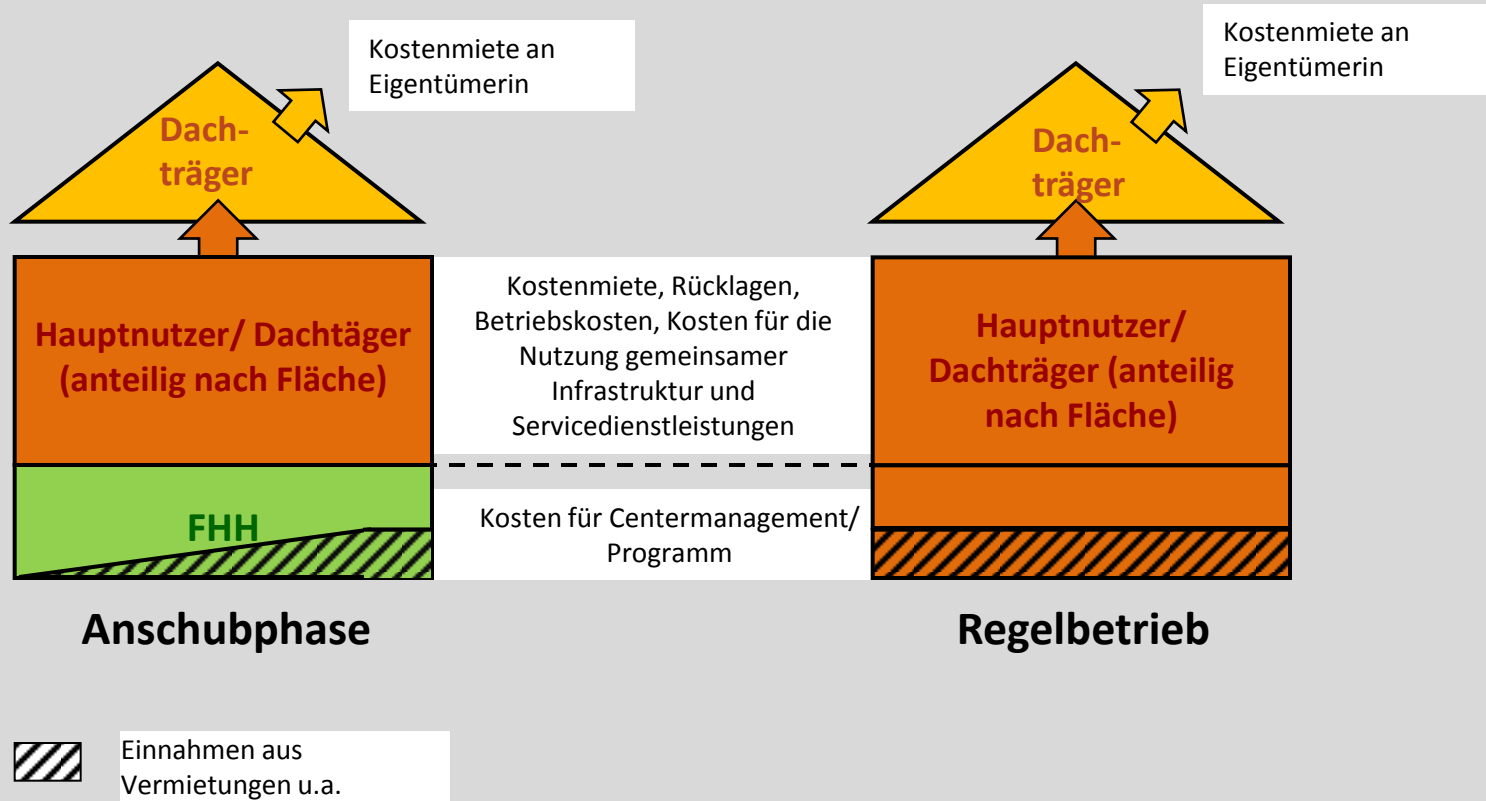 Kostenmiete an
Eigentümerin
Kostenmiete an
Eigentümerin
Dach-
träger
Dach-
träger
Hauptnutzer/ Dachtäger
(anteilig nach Fläche)
Kostenmiete, Rücklagen,
Betriebskosten, Kosten für die
Nutzung gemeinsamer
Infrastruktur und
Servicedienstleistungen
Hauptnutzer/
Dachträger (anteilig
nach Fläche)
FHH
Kosten für Centermanagement/
Programm
Anschubphase
Regelbetrieb
Einnahmen aus
Vermietungen u.a.